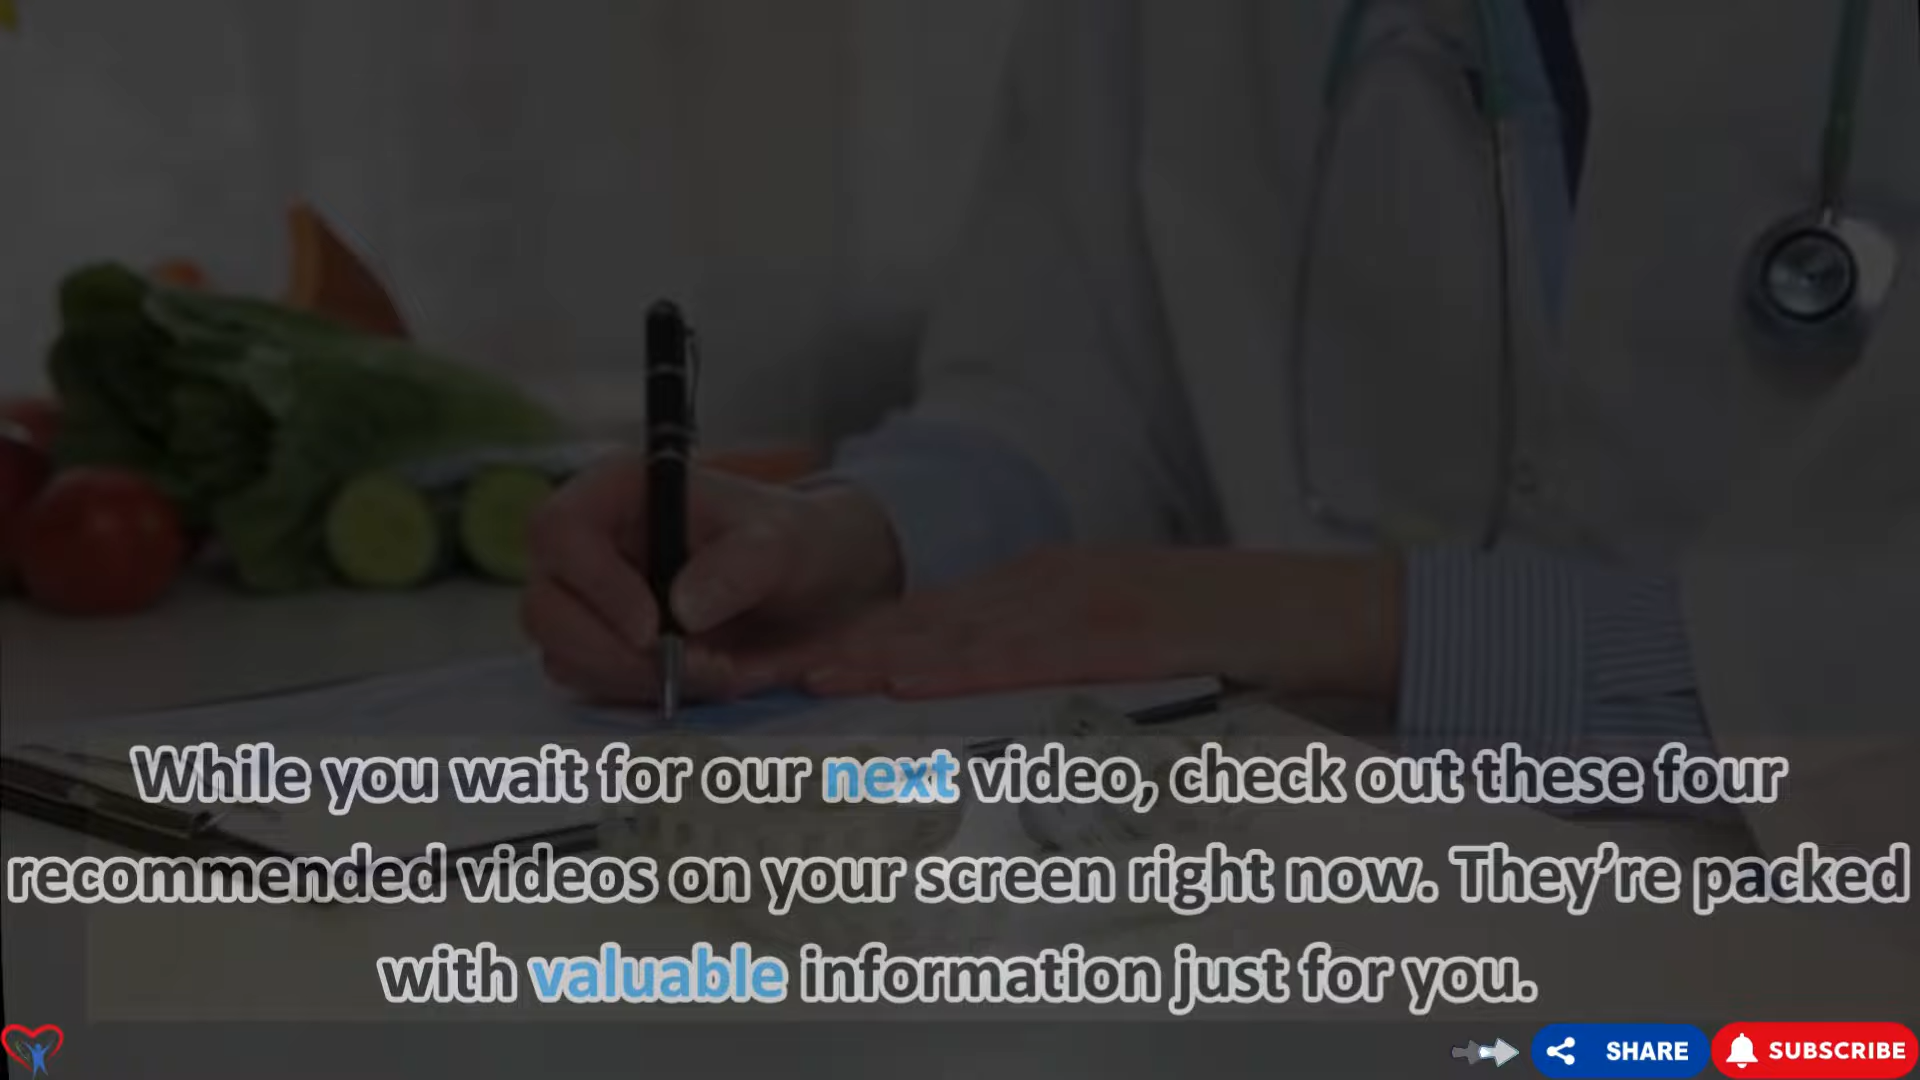 While you wait for our next video, check out these four
recommended videos on your screen right now. They’re packed
with valuable information just for you.
SHARE SUBSCRIBE